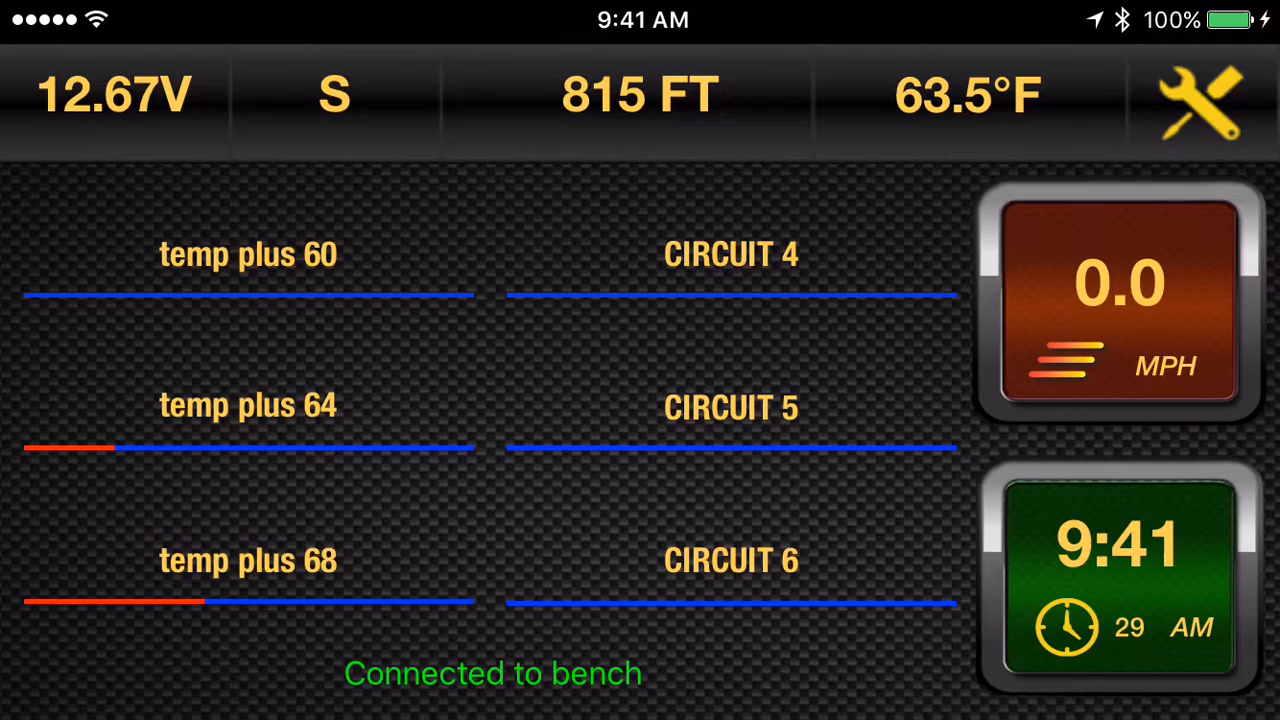 9:41 AM
100%
12.67V
S
815 FT
63.5°F
temp plus 60
CIRCUIT 4
0.0
MPH
temp plus 64
CIRCUIT 5
temp plus 68
CIRCUIT 6
9:41
29 AM
Connected to bench